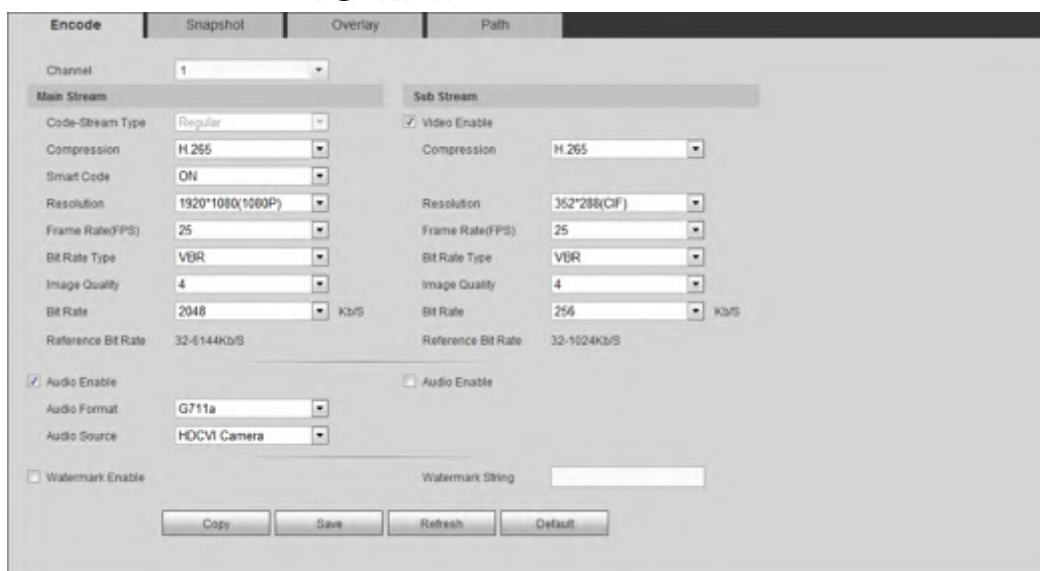 Encode Snapshot Overlay Path
Channel 1
Main Stream Sub Stream
Code-Stream Type Regular Video Enable
Compression H.265 Compression H.265
Smart Code ON
Resolution 1920*1080(1080P) Resolution 352*288(CIF)
Frame Rate(FPS) 25 Frame Rate(FPS) 25
Bit Rate Type VBR Bit Rate Type VBR
Image Quality 4 Image Quality 4
Bit Rate 2048 Kb/S Bit Rate 256 Kb/S
Reference Bit Rate 32-6144Kb/S Reference Bit Rate 32-1024Kb/S
Audio Enable Audio Enable
Audio Format G711a
Audio Source HDCVI Camera
Watermark Enable Watermark String
Copy Save Refresh Default